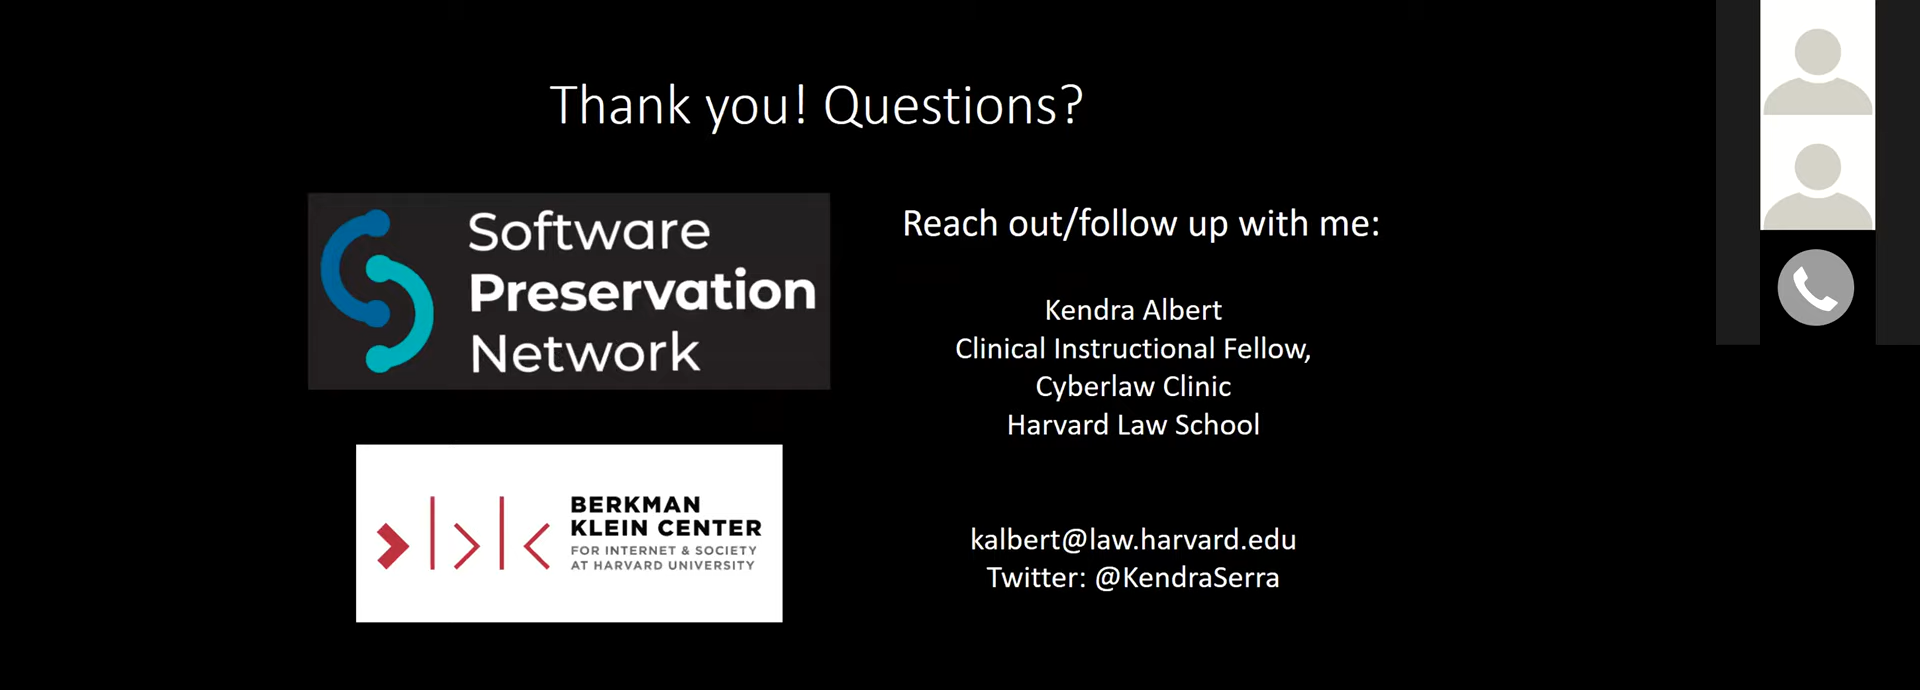 Thank you! Questions?
Software
Preservation
Network
BERKMAN
KLEIN CENTER
FOR INTERNET & SOCIETY
AT HARVARD UNIVERSITY
Reach out/follow up with me:
Kendra Albert
Clinical Instructional Fellow,
Cyberlaw Clinic
Harvard Law School
kalbert@law.harvard.edu
Twitter: @KendraSerra